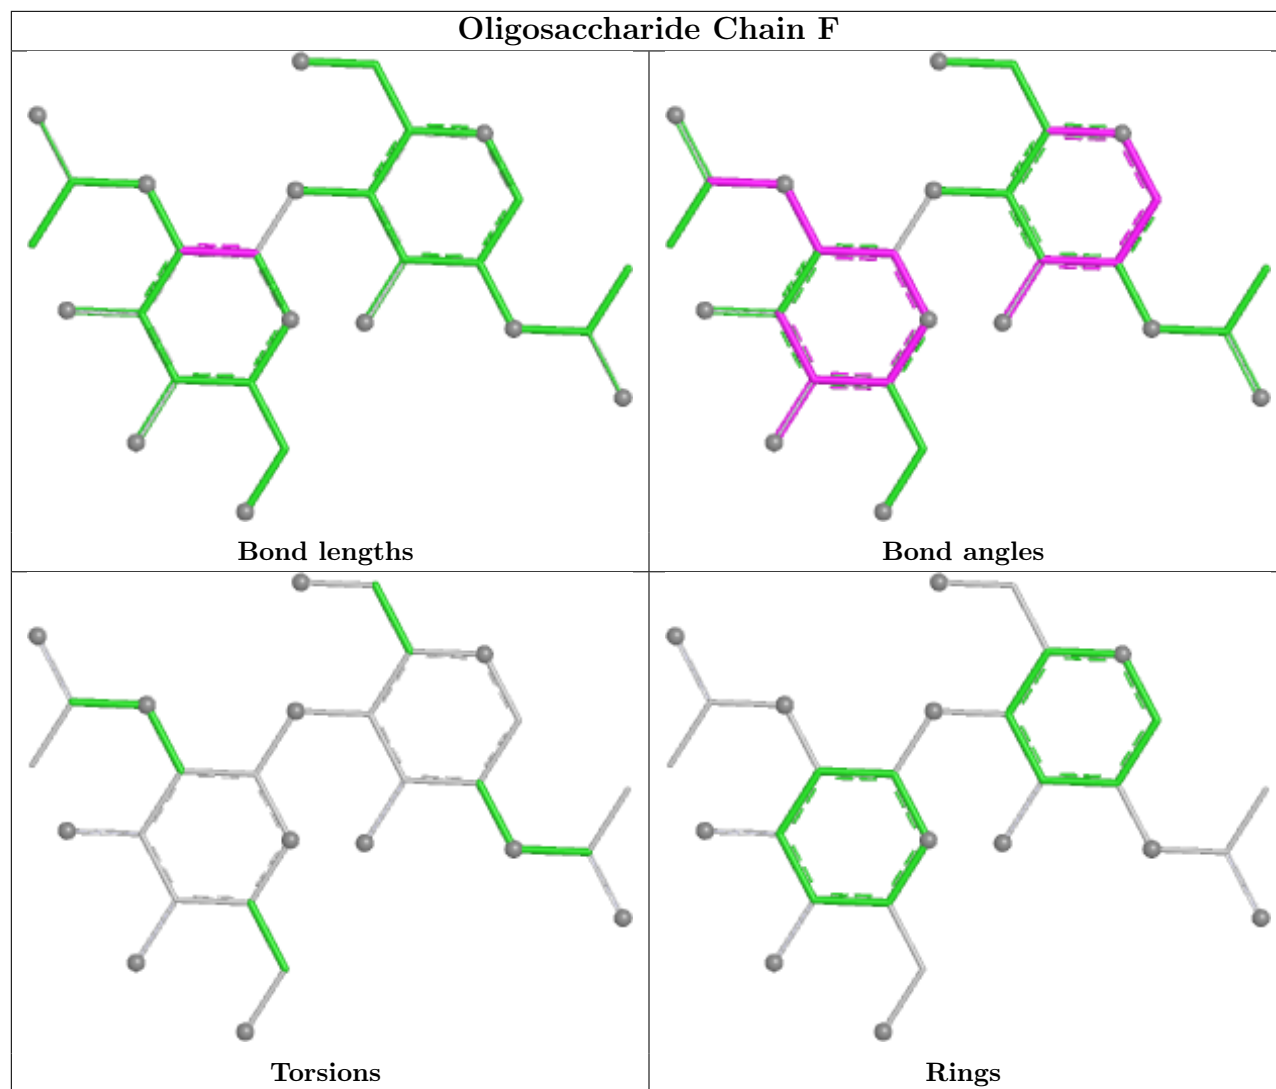 Oligosaccharide Chain F
Bond lengths
Bond angles
Torsions
Rings